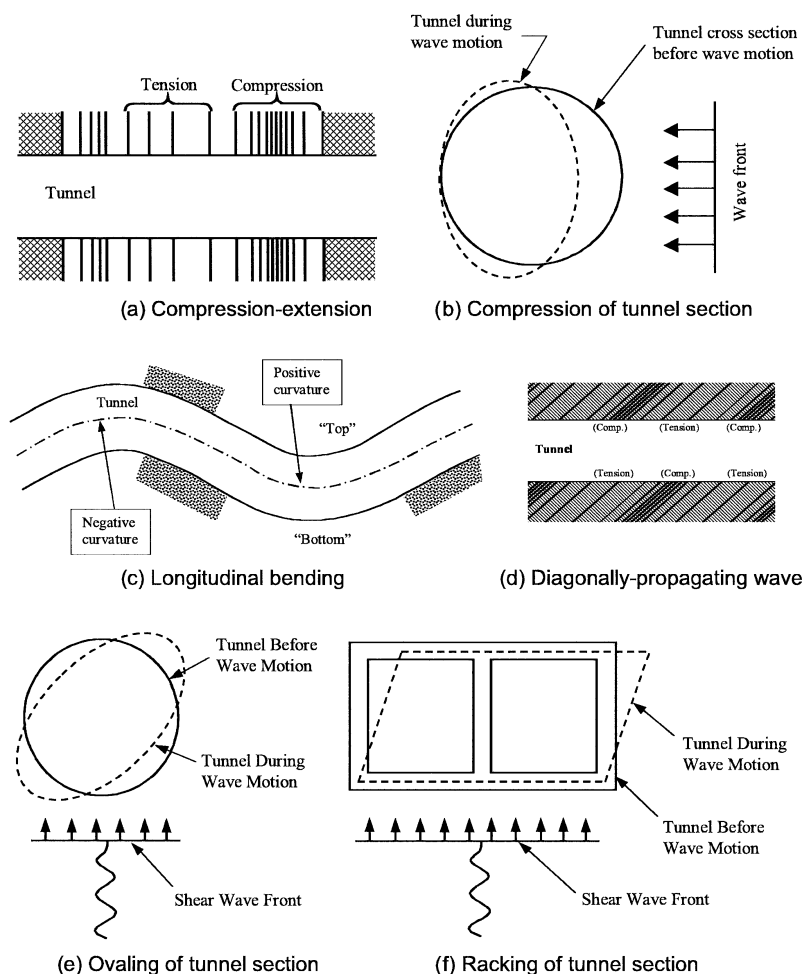 Tension
Compression
Tunnel
(a) Compression-extension
Tunnel during
wave motion
Tunnel cross section
before wave motion
Wave front
(b) Compression of tunnel section
Tunnel
Positive
curvature
"Top"
Negative
curvature
"Bottom"
(c) Longitudinal bending
(Comp.) (Tension) (Comp.)
Tunnel
(Tension) (Comp.) (Tension)
(d) Diagonally-propagating wave
Tunnel Before
Wave Motion
Tunnel During
Wave Motion
Shear Wave Front
(e) Ovaling of tunnel section
Tunnel During
Wave Motion
Tunnel Before
Wave Motion
Shear Wave Front
(f) Racking of tunnel section